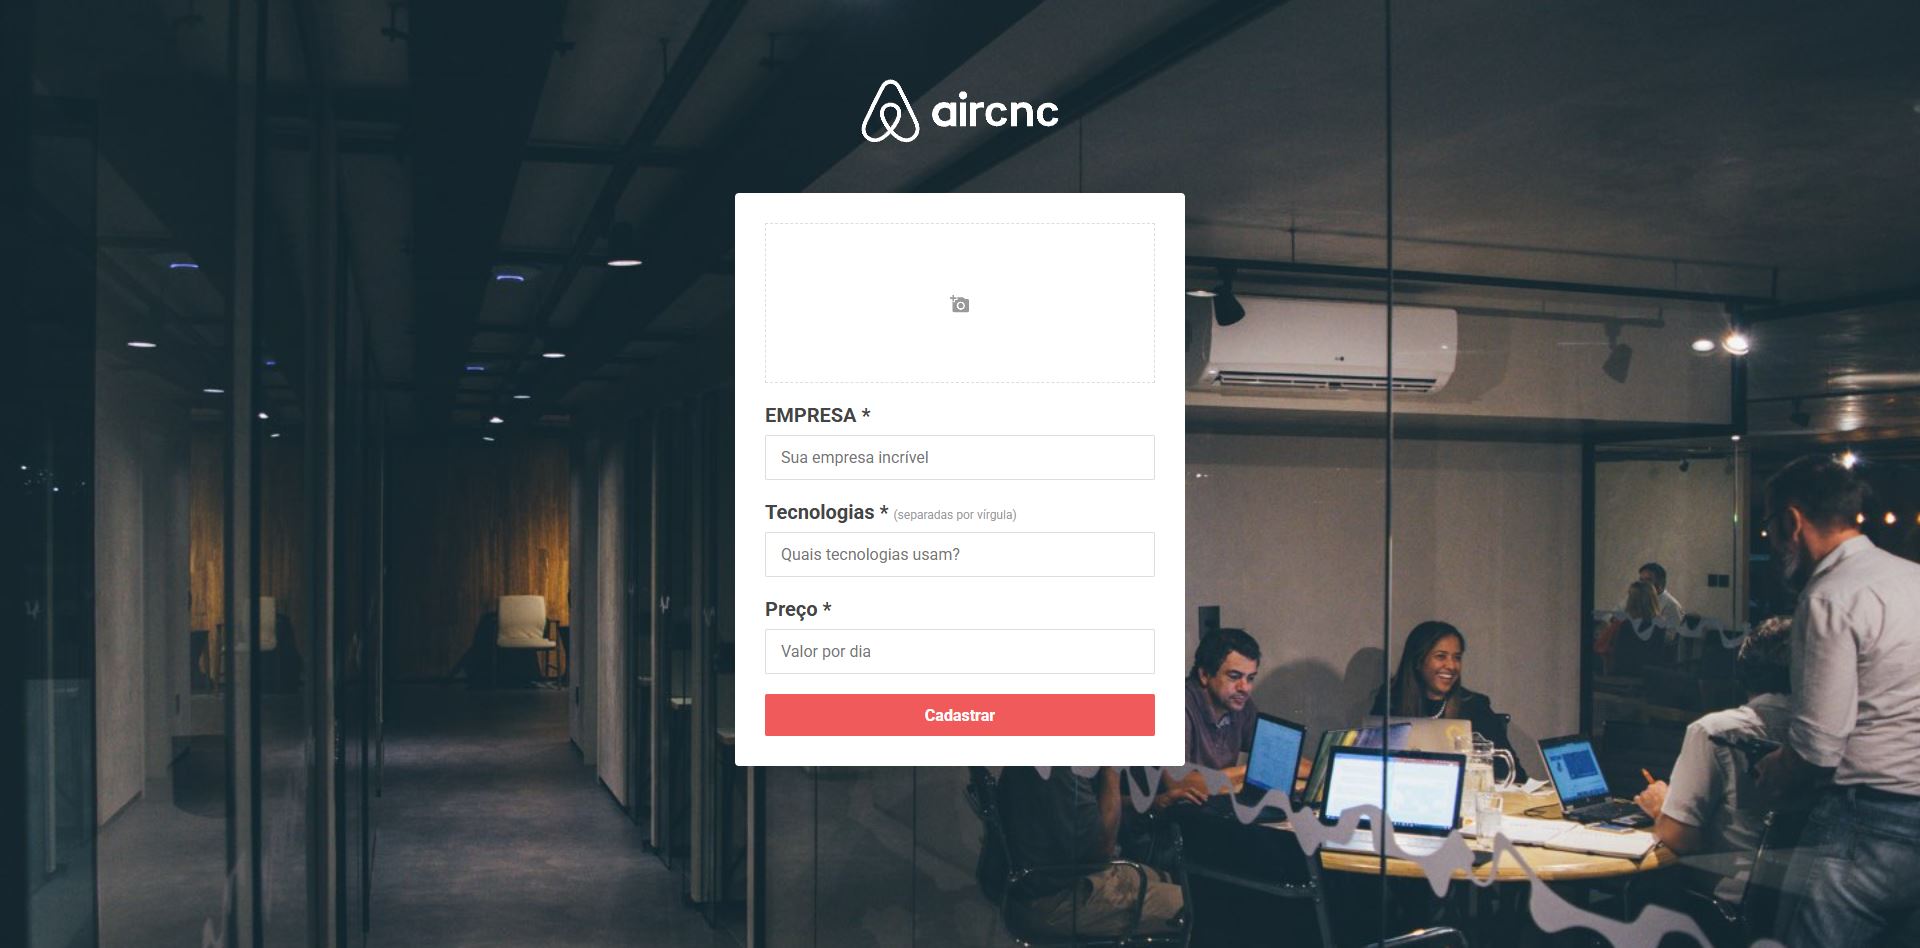 aircnc
EMPRESA *
Sua empresa incrível
Tecnologias * (separadas por vírgula)
Quais tecnologias usam?
Preço *
Valor por dia
Cadastrar